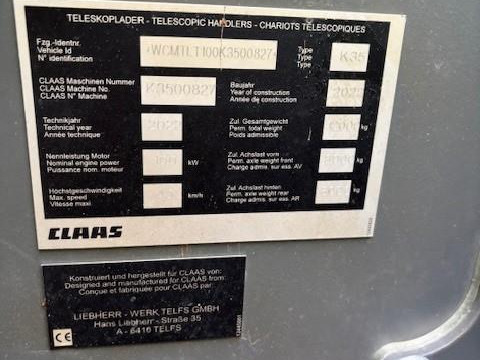 TELESKOPLADER - TELESCOPIC HANDLERS - CHARIOTS TELESCOPIQUES
Fzg.-Identnr.
Vehicle Id
N° identification
*WCMTLT100K3500827*
Type
Type
Type
K35
CLAAS Maschinen Nummer
CLAAS Machine No.
CLAAS N° Machine
K3500827
Baujahr
Year of construction
Année de construction
Technikjahr
Technical year
Année technique
2022
Zul. Gesamtgewicht
Perm. total weight
Poids admissible
kg
Nennleistung Motor
Nominal engine power
Puissance nom. moteur
kW
Zul. Achslast vorn
Perm. axle weight front
Charge admis. sur ess. AV
kg
Höchstgeschwindigkeit
Max. speed
Vitesse maxi
km/h
Zul. Achslast hinten
Perm. axle weight rear
Charge admis. sur ess. AR
kg
CLAAS
Konstruiert und hergestellt für CLAAS von:
Designed and manufactured for CLAAS from:
Conçue et fabriquée pour CLAAS par:
LIEBHERR - WERK TELFS GMBH
Hans Liebherr - Straße 35
A - 6410 TELFS
CE